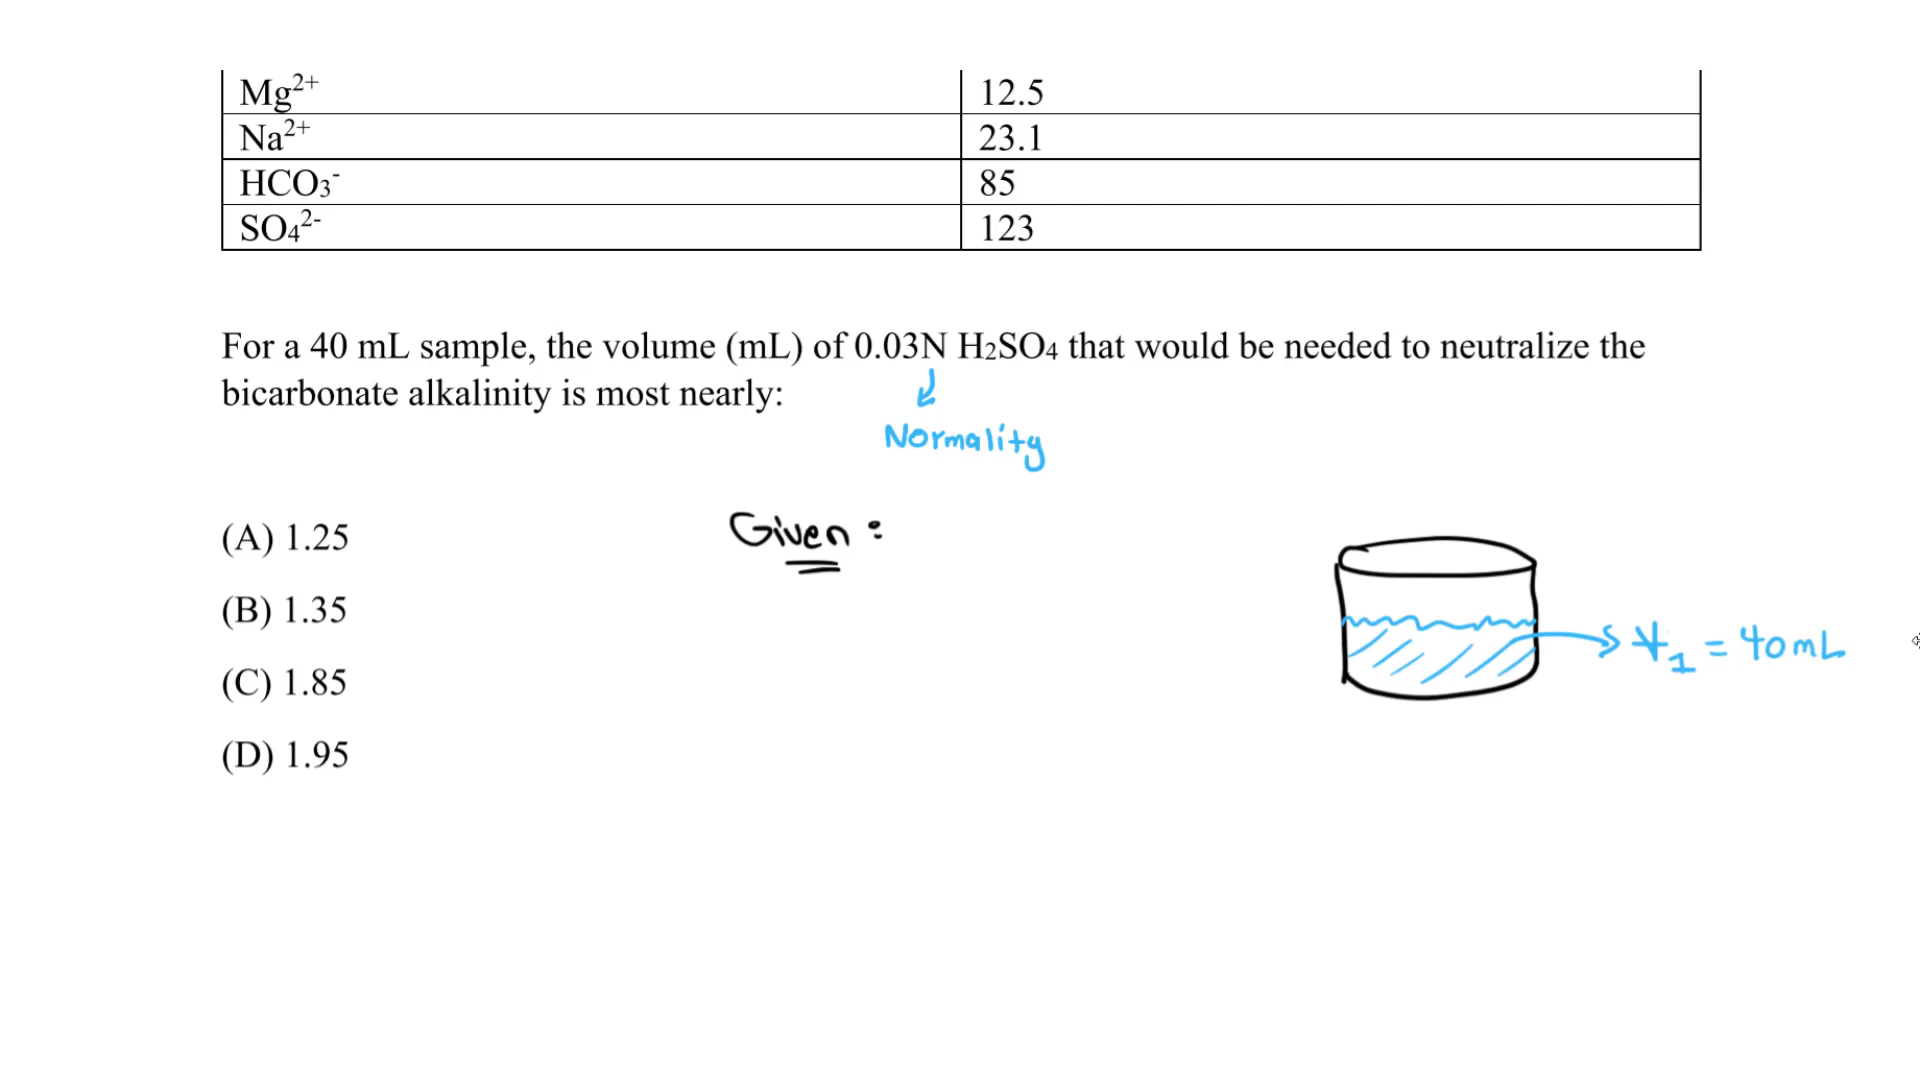 Mg²⁺ 12.5
Na²⁺ 23.1
HCO₃⁻ 85
SO₄²⁻ 123
For a 40 mL sample, the volume (mL) of 0.03N H₂SO₄ that would be needed to neutralize the
bicarbonate alkalinity is most nearly:
Normality
(A) 1.25
Given :
(B) 1.35
V₁ = 40mL
(C) 1.85
(D) 1.95